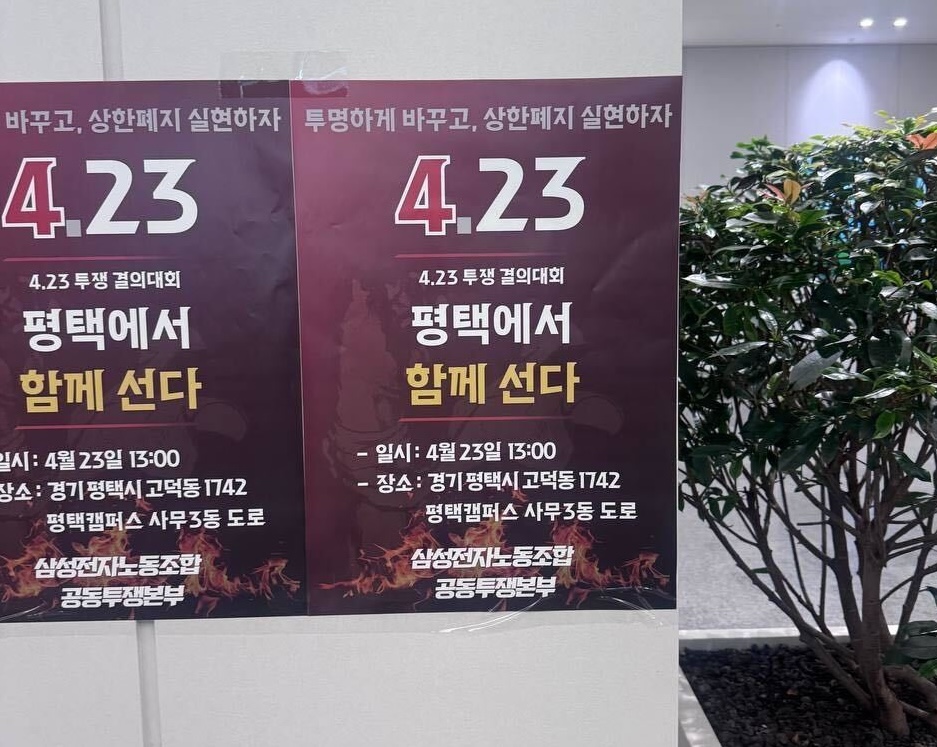 바꾸고, 상한폐지 실현하자
4.23
4.23 투쟁 결의대회
평택에서
함께 선다
일시 : 4월 23일 13:00
장소 : 경기 평택시 고덕동 1742
평택캠퍼스 사무3동 도로
삼성전자노동조합
공동투쟁본부
투명하게 바꾸고, 상한폐지 실현하자
4.23
4.23 투쟁 결의대회
평택에서
함께 선다
- 일시 : 4월 23일 13:00
- 장소 : 경기 평택시 고덕동 1742
평택캠퍼스 사무3동 도로
삼성전자노동조합
공동투쟁본부